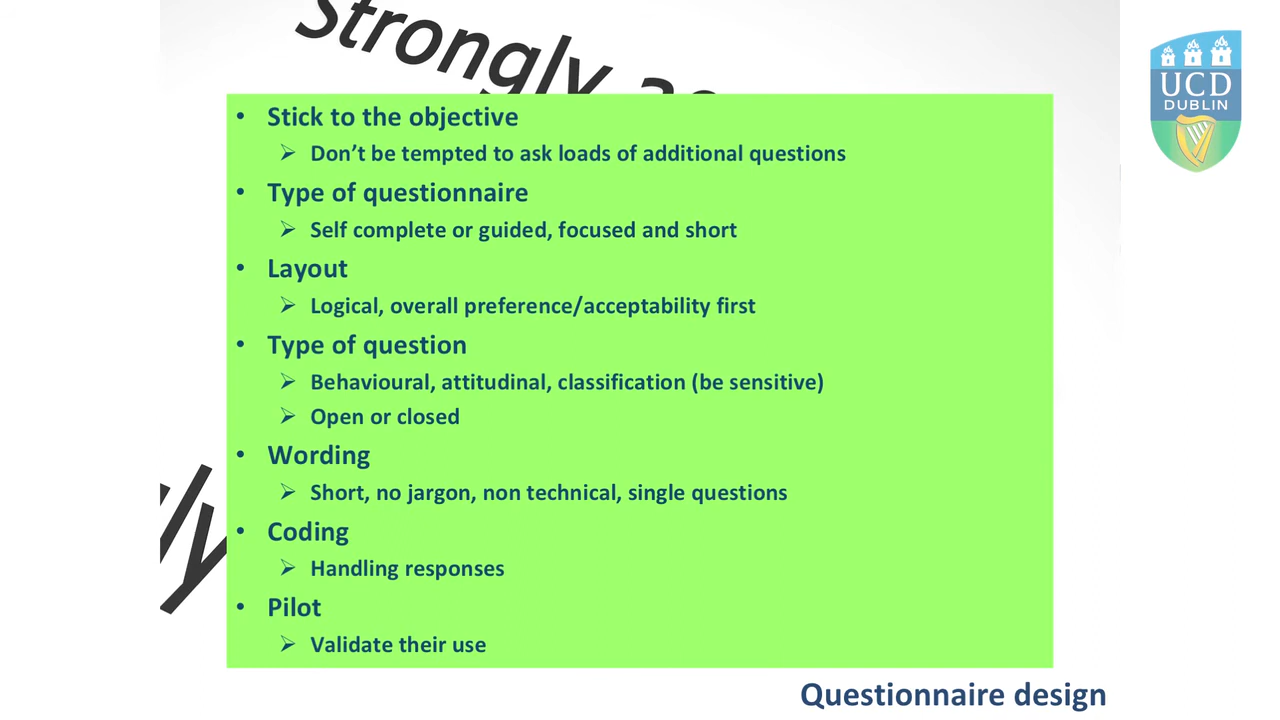 Strongly
UCD
DUBLIN
• Stick to the objective
➢ Don’t be tempted to ask loads of additional questions
• Type of questionnaire
➢ Self complete or guided, focused and short
• Layout
➢ Logical, overall preference/acceptability first
• Type of question
➢ Behavioural, attitudinal, classification (be sensitive)
➢ Open or closed
• Wording
➢ Short, no jargon, non technical, single questions
• Coding
➢ Handling responses
• Pilot
➢ Validate their use
Questionnaire design